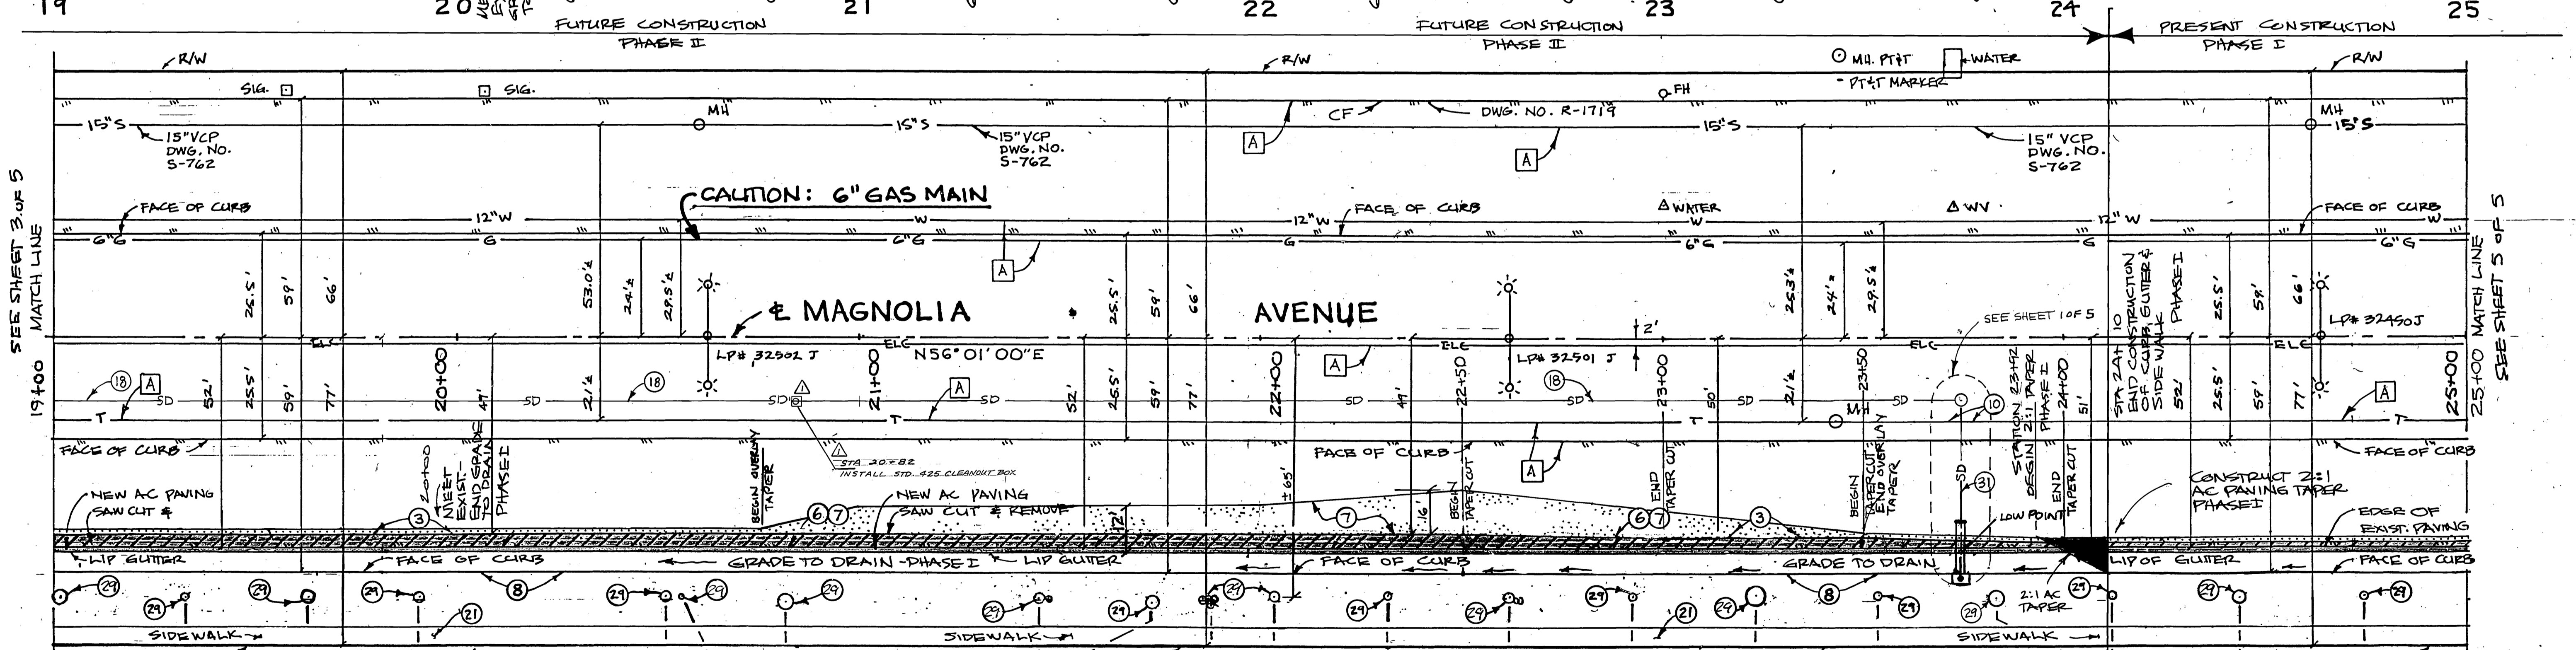 19
20
21
22
23
24
25
FUTURE CONSTRUCTION
PHASE II
FUTURE CONSTRUCTION
PHASE II
PRESENT CONSTRUCTION
PHASE I
R/W
R/W
R/W
SIG.
SIG.
MH. PT&T
WATER
PT&T MARKER
FH
MH
MH
CF
DWG. NO. R-1719
15"S
15"S
15"S
15"S
15" VCP
DWG. NO.
S-762
15" VCP
DWG. NO.
S-762
15" VCP
DWG. NO.
S-762
A
A
SEE SHEET 3 OF 5
MATCH LINE
19+00
CAUTION: 6" GAS MAIN
FACE OF CURB
FACE OF CURB
FACE OF CURB
12"W
W
12"W
W
12"W
W
WATER
WV
6"G
G
6"G
G
6"G
G
6"G
A
25.5'
59'
66'
53.0'±
24'±
29.5'±
25.5'
59'
66'
25.3'±
24'±
29.5'±
25.5'
59'
66'
℄ MAGNOLIA AVENUE
N56°01'00"E
ELC
ELC
ELC
ELC
ELC
2'
SEE SHEET 1 OF 5
LP# 32502 J
LP# 32501 J
LP# 32450J
18
A
18
A
A
18
A
A
SD
SD
SD
SD
SD
SD
SD
SD
T
T
T
52'
25.5'
59'
77'
20+00
49'
21'±
21+00
52'
25.5'
59'
77'
22+00
49'
22+50
23+00
50'
21'±
23+50
MH
10
24+00
51'
52'
25.5'
59'
77'
25+00
25+00 MATCH LINE
SEE SHEET 5 OF 5
STA 24+10
END CONSTRUCTION
OF CURB, GUTTER &
SIDEWALK PHASE I
STATION 23+92
BEGIN 2:1 TAPER
PHASE I
END
TAPER CUT
FACE OF CURB
FACE OF CURB
FACE OF CURB
20+00
MEET
EXIST.-
END GRADE
TO DRAIN
PHASE I
BEGIN OVERLAY
TAPER
1
1
STA 20+82
INSTALL STD. 425 CLEANOUT BOX
±65'
16'
12'
BEGIN
TAPER CUT
END
TAPER CUT
BEGIN
TAPER CUT
END OVERLAY
TAPER
SD
31
LOW POINT
CONSTRUCT 2:1
AC PAVING TAPER
PHASE I
EDGE OF
EXIST. PAVING
NEW AC PAVING
SAW CUT &
NEW AC PAVING
SAW CUT & REMOVE
3
6 7
7
6 7
3
LIP GUTTER
FACE OF CURB
GRADE TO DRAIN - PHASE I
LIP GUTTER
FACE OF CURB
GRADE TO DRAIN
LIP OF GUTTER
FACE OF CURB
2:1 AC
TAPER
29
29
29
29
8
29
29
29
29
29
29
29
29
29
29
8
29
29
29
29
29
21
21
SIDEWALK
SIDEWALK
SIDEWALK